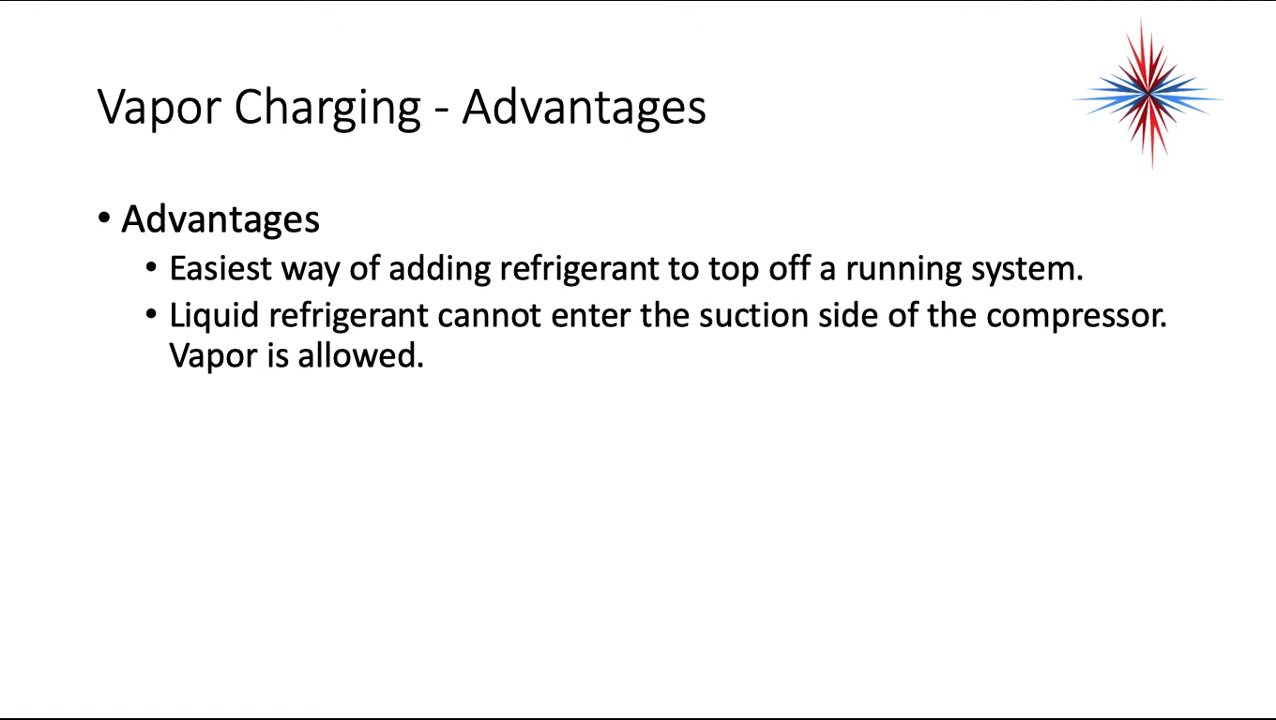 Vapor Charging - Advantages
• Advantages
• Easiest way of adding refrigerant to top off a running system.
• Liquid refrigerant cannot enter the suction side of the compressor.
Vapor is allowed.